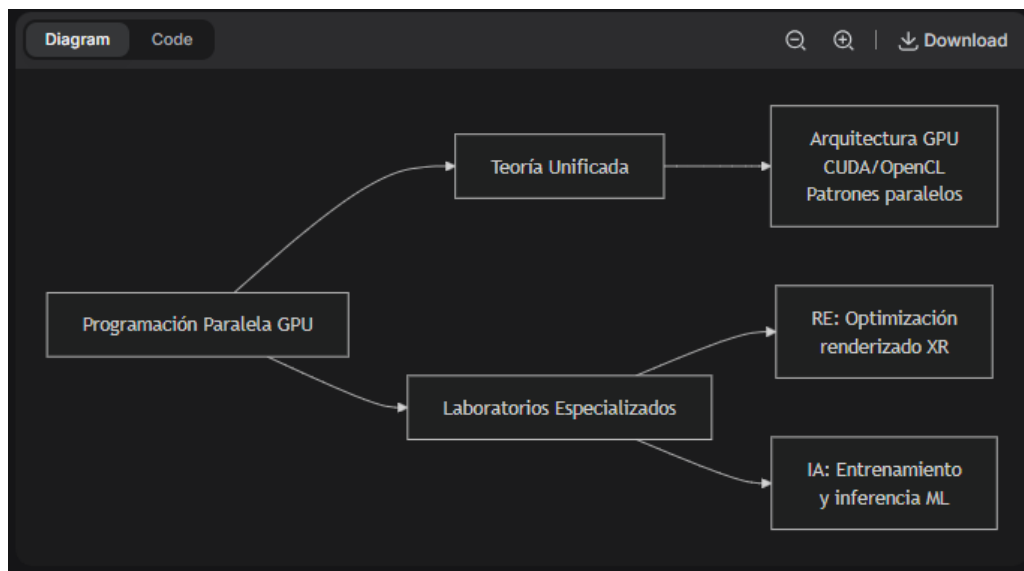 Diagram
Code
Download
Teoría Unificada
Arquitectura GPU
CUDA/OpenCL
Patrones paralelos
Programación Paralela GPU
RE: Optimización
renderizado XR
Laboratorios Especializados
IA: Entrenamiento
y inferencia ML